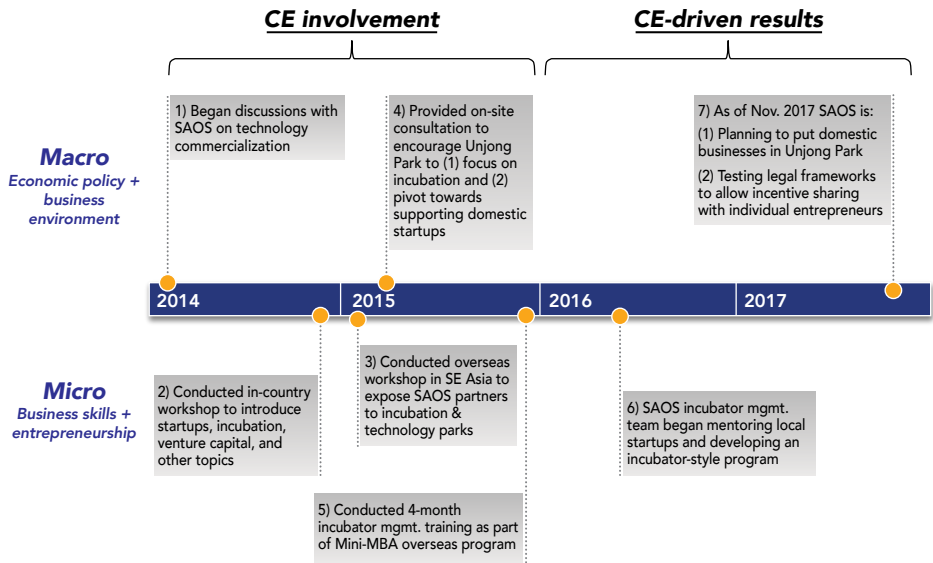 CE involvement
CE-driven results
Macro
Economic policy +
business
environment
1) Began discussions with
SAOS on technology
commercialization
4) Provided on-site
consultation to
encourage Unjong
Park to (1) focus on
incubation and (2)
pivot towards
supporting domestic
startups
7) As of Nov. 2017 SAOS is:
(1) Planning to put domestic
businesses in Unjong Park
(2) Testing legal frameworks
to allow incentive sharing
with individual entrepreneurs
2014
2015
2016
2017
Micro
Business skills +
entrepreneurship
2) Conducted in-country
workshop to introduce
startups, incubation,
venture capital, and
other topics
3) Conducted overseas
workshop in SE Asia to
expose SAOS partners
to incubation &
technology parks
5) Conducted 4-month
incubator mgmt. training as part
of Mini-MBA overseas program
6) SAOS incubator mgmt.
team began mentoring local
startups and developing an
incubator-style program